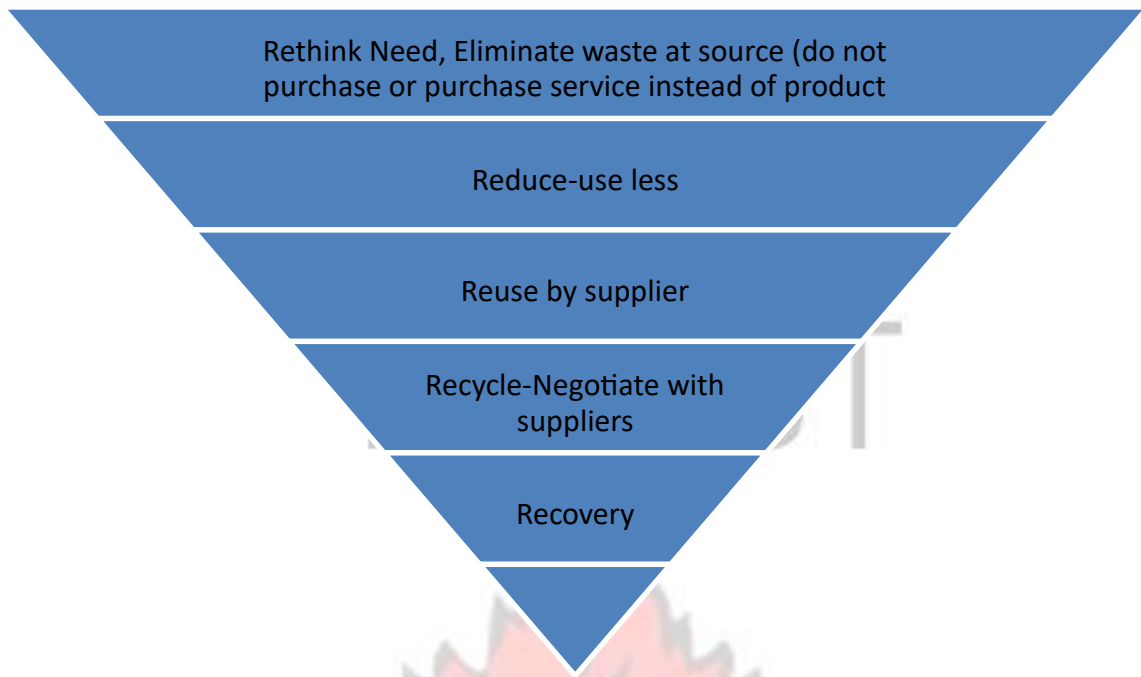 Rethink Need, Eliminate waste at source (do not
purchase or purchase service instead of product
Reduce-use less
Reuse by supplier
Recycle-Negotiate with
suppliers
Recovery